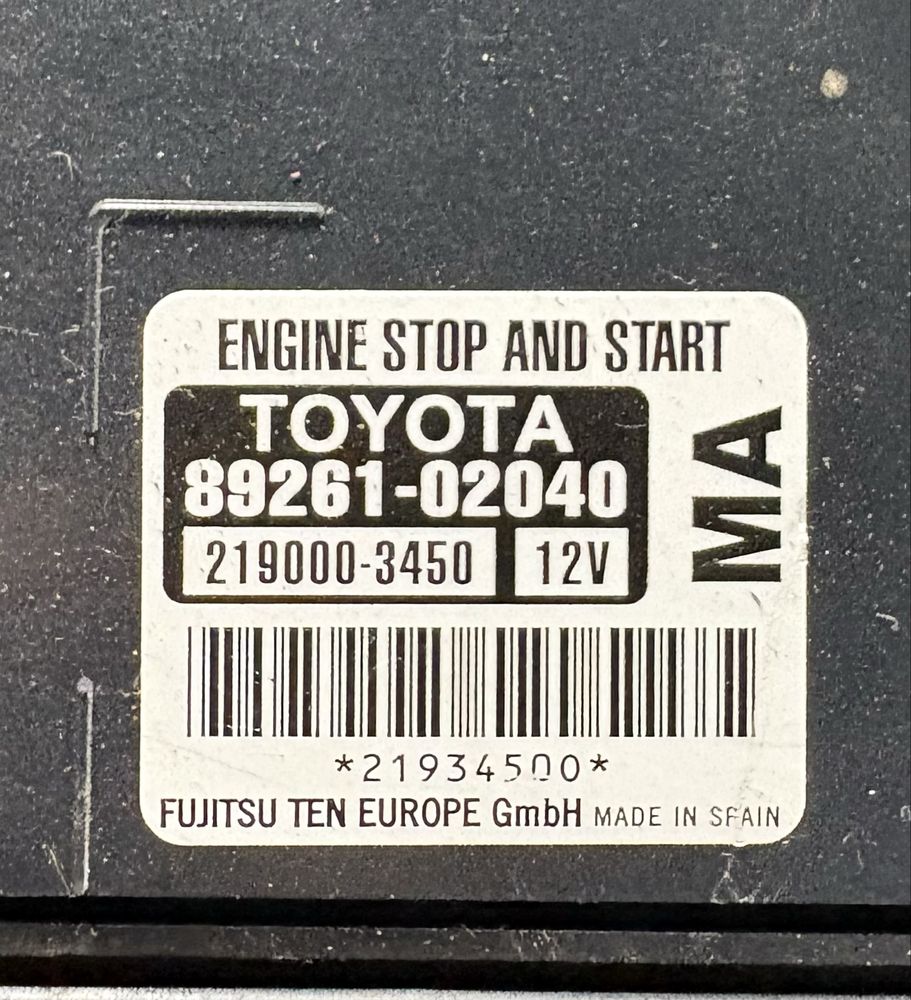 ENGINE STOP AND START
TOYOTA
89261-02040
219000-3450 12V
MA
*21934500*
FUJITSU TEN EUROPE GmbH MADE IN SPAIN